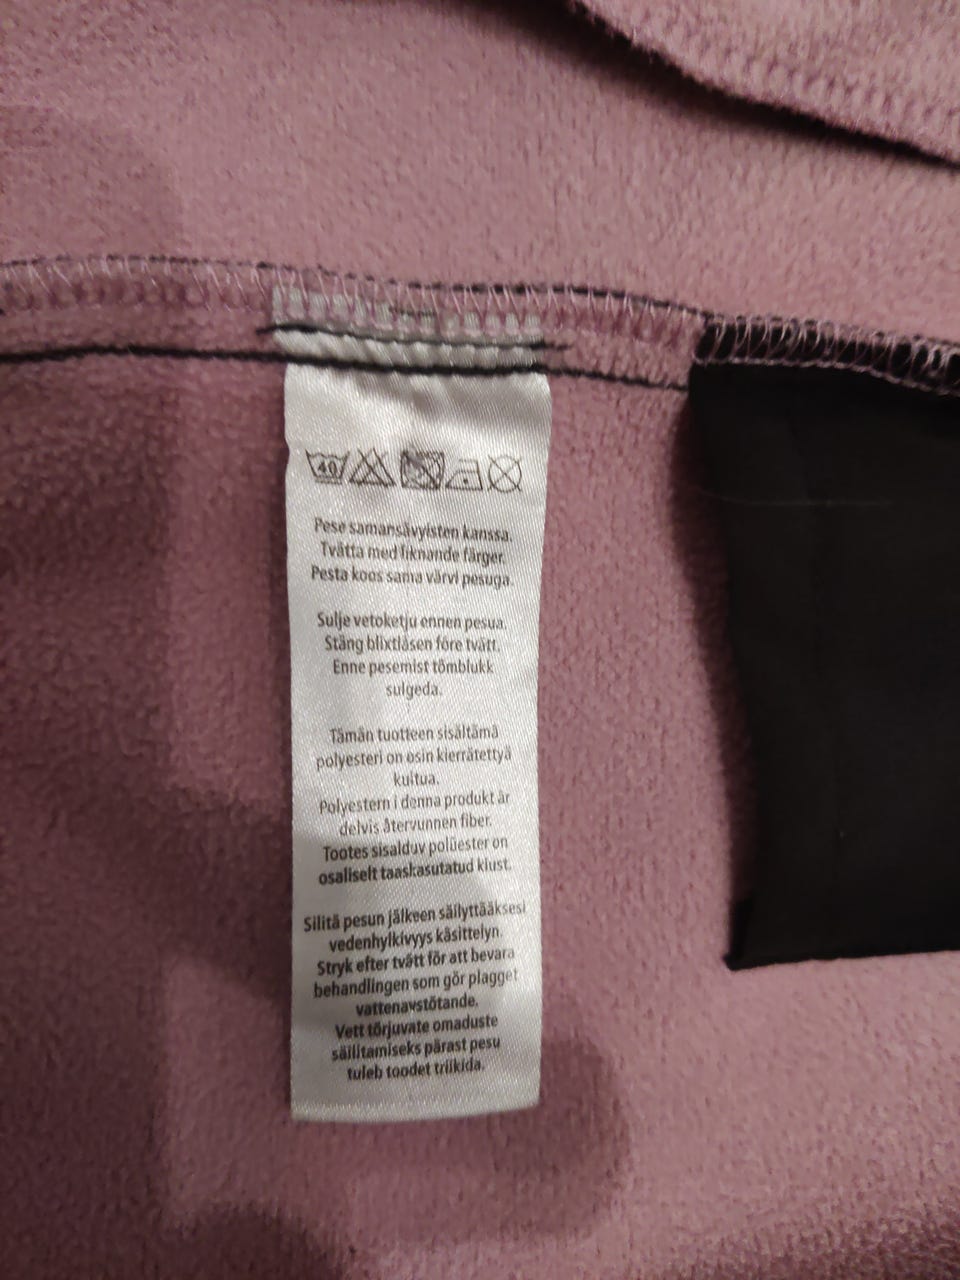 40
Pese samansävyisten kanssa.
Tvätta med liknande färger.
Pesta koos sama värvi pesuga.
Sulje vetoketju ennen pesua.
Stäng blixtlåsen före tvätt.
Enne pesemist tõmblukk
sulgeda.
Tämän tuotteen sisältämä
polyesteri on osin kierrätettyä
kuitua.
Polyestern i denna produkt är
delvis återvunnen fiber.
Tootes sisalduv polüester on
osaliselt taaskasutatud kiust.
Silitä pesun jälkeen säilyttääksesi
vedenhylkivyys käsittelyn.
Stryk efter tvätt för att bevara
behandlingen som gör plagget
vattenavstötande.
Vett tõrjuvate omaduste
säilitamiseks pärast pesu
tuleb toodet triikida.